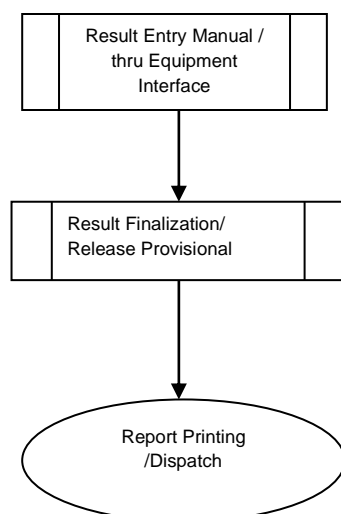 Result Entry Manual /
thru Equipment
Interface
Result Finalization/
Release Provisional
Report Printing
/Dispatch